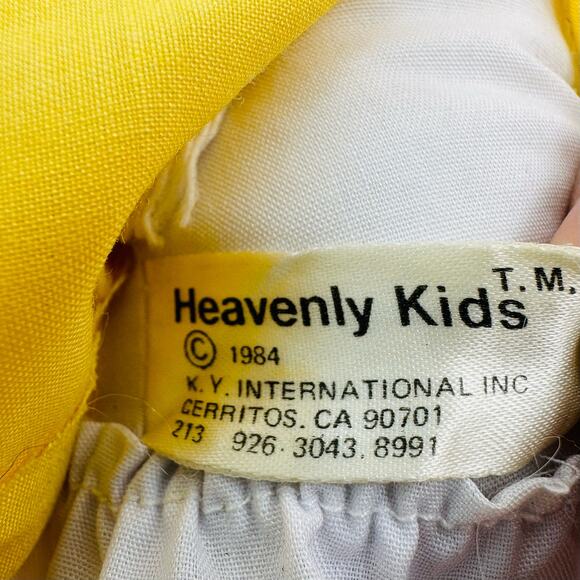 Heavenly Kids T.M.
© 1984
K.Y. INTERNATIONAL INC
CERRITOS. CA 90701
213 926-3043.8991